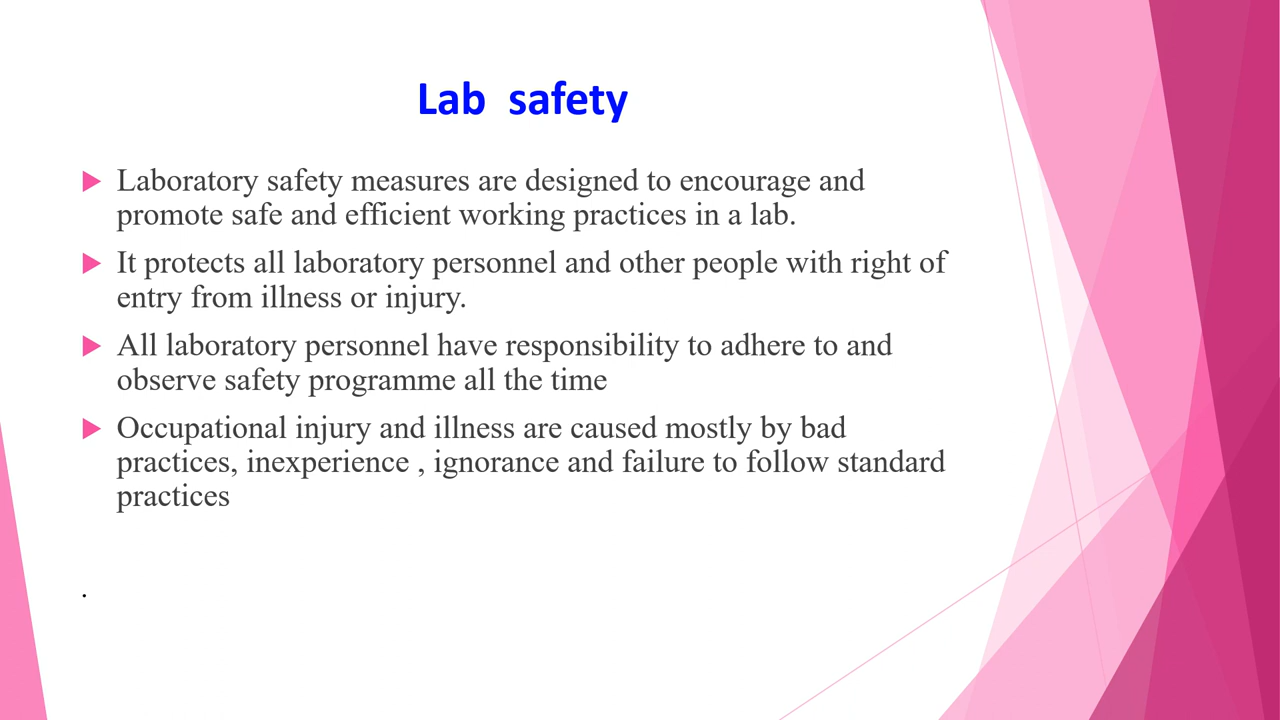 Lab  safety
Laboratory safety measures are designed to encourage and
promote safe and efficient working practices in a lab.
It protects all laboratory personnel and other people with right of
entry from illness or injury.
All laboratory personnel have responsibility to adhere to and
observe safety programme all the time
Occupational injury and illness are caused mostly by bad
practices, inexperience , ignorance and failure to follow standard
practices
.